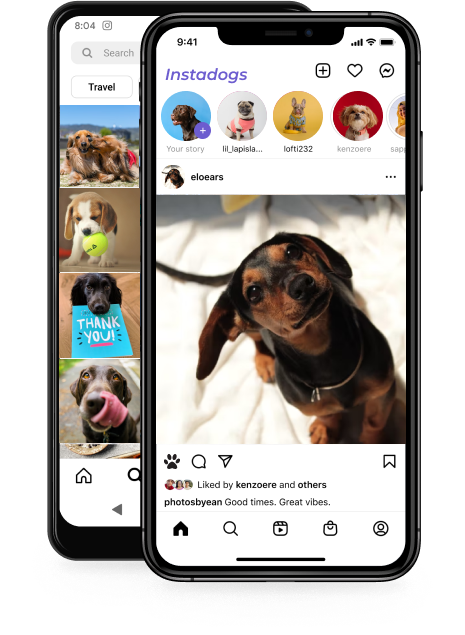 8:04
Search
Travel
THANK
YOU!
9:41
Instadogs
Your story
lil_lapisla...
lofti232
kenzoere
sapp
eloears
Liked by kenzoere and others
photosbyean Good times. Great vibes.